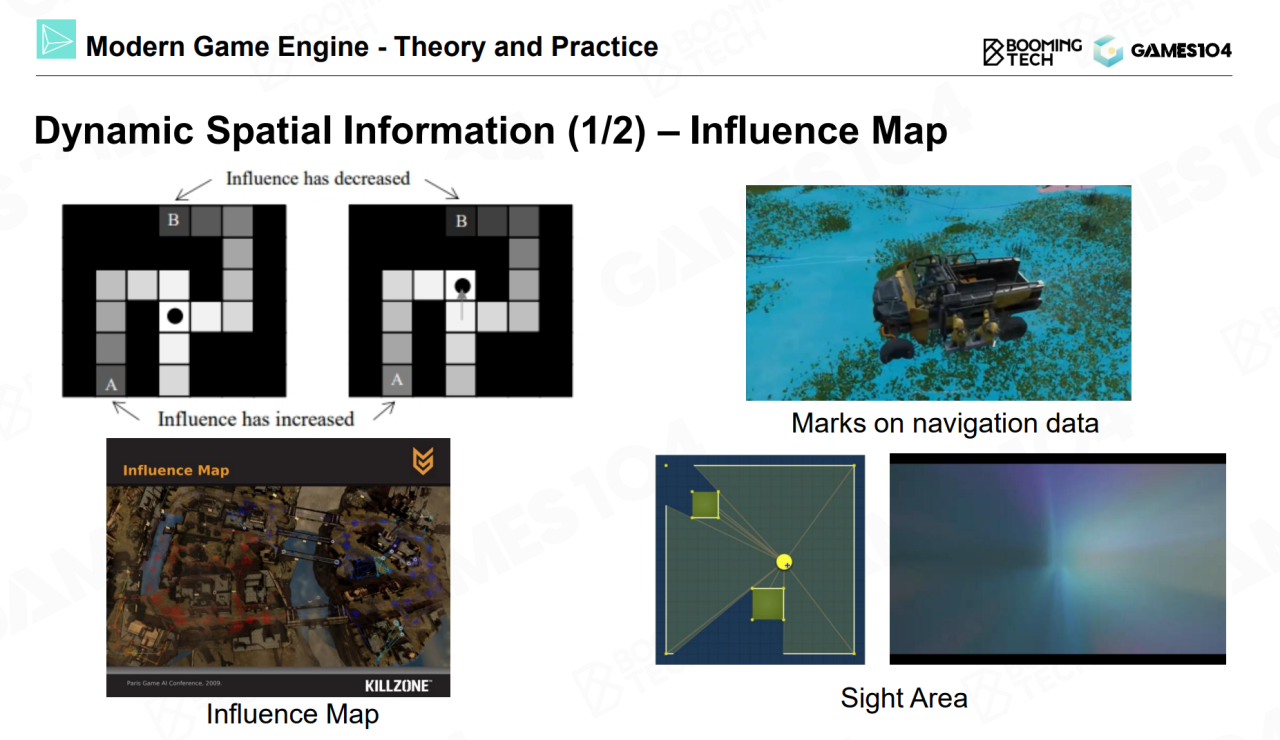 Modern Game Engine - Theory and Practice
BOOMING
TECH
GAMES104
Dynamic Spatial Information (1/2) – Influence Map
Influence has decreased
B
B
A
A
Influence has increased
Marks on navigation data
Influence Map
Paris Game AI Conference, 2009.
KILLZONE™
Influence Map
Sight Area